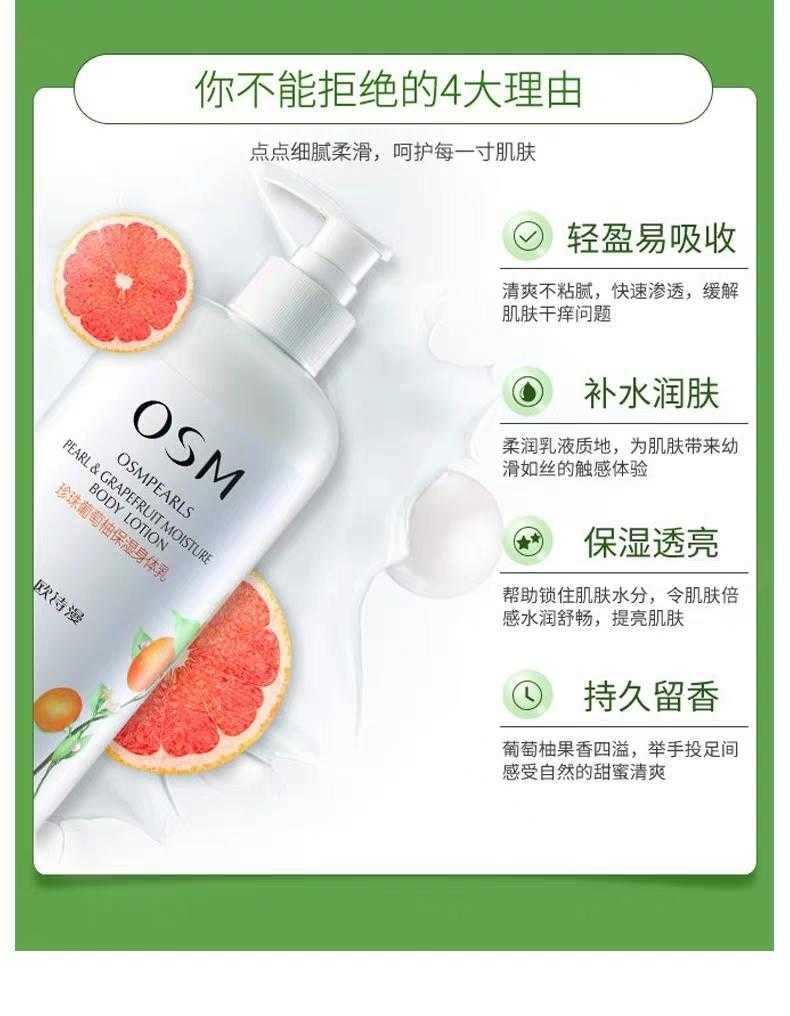 你不能拒绝的4大理由
点点细腻柔滑，呵护每一寸肌肤
轻盈易吸收
清爽不粘腻，快速渗透，缓解
肌肤干痒问题
补水润肤
柔润乳液质地，为肌肤带来幼
滑如丝的触感体验
保湿透亮
帮助锁住肌肤水分，令肌肤倍
感水润舒畅，提亮肌肤
持久留香
葡萄柚果香四溢，举手投足间
感受自然的甜蜜清爽
OSM
OSMPEARLS
PEARL & GRAPEFRUIT MOISTURE
BODY LOTION
珍珠葡萄柚保湿身体乳
欧诗漫